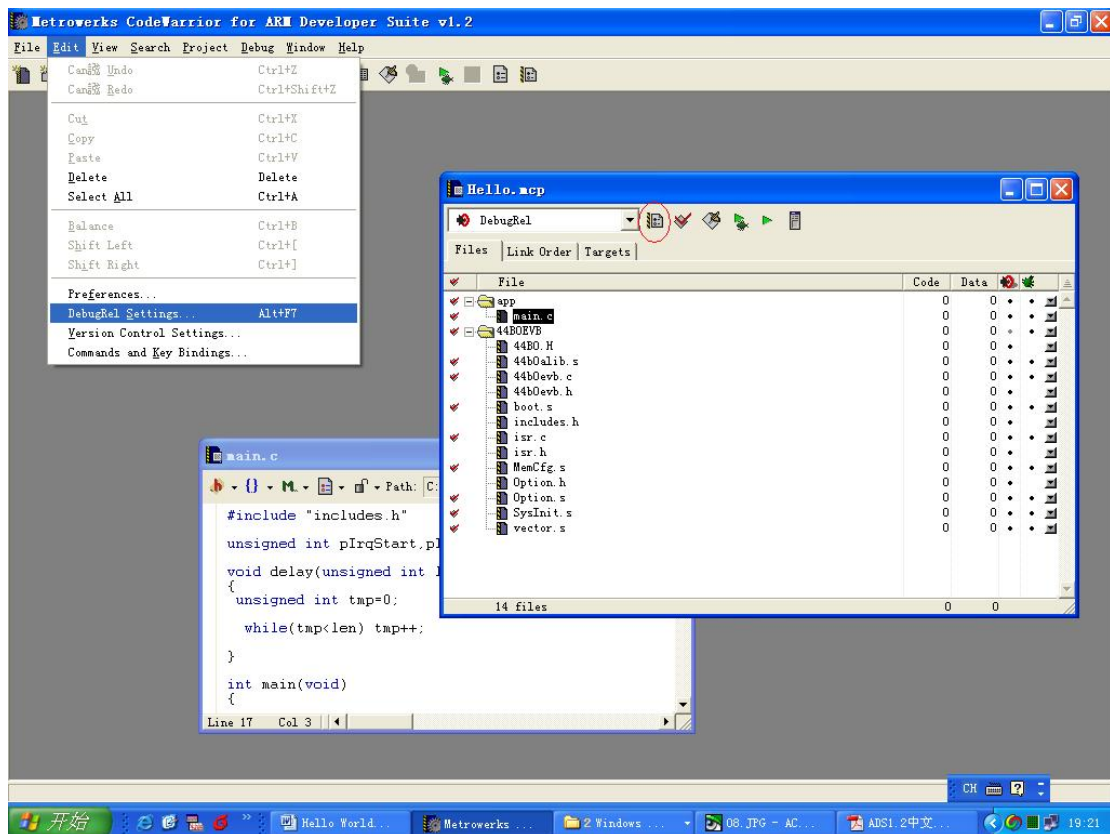 Metrowerks CodeWarrior for ARM Developer Suite v1.2
File Edit View Search Project Debug Window Help
Undo Ctrl+Z
Redo Ctrl+Shift+Z
Cut Ctrl+X
Copy Ctrl+C
Paste Ctrl+V
Delete Delete
Select All Ctrl+A
Balance Ctrl+B
Shift Left Ctrl+[
Shift Right Ctrl+]
Preferences...
DebugRel Settings... Alt+F7
Version Control Settings...
Commands and Key Bindings...
Hello.mcp
DebugRel
Files Link Order Targets
File Code Data
app 0 0
main.c 0 0
44B0EVB 0 0
44B0.H 0 0
44b0alib.s 0 0
44b0evb.c 0 0
44b0evb.h 0 0
boot.s 0 0
includes.h 0 0
isr.c 0 0
isr.h 0 0
MemCfg.s 0 0
Option.h 0 0
Option.s 0 0
SysInit.s 0 0
vector.s 0 0
14 files 0 0
main.c
{} M. Path: C:
#include "includes.h"
unsigned int pIrqStart,pI
void delay(unsigned int l
{
unsigned int tmp=0;
while(tmp<len) tmp++;
}
int main(void)
{
Line 17 Col 3
CH
开始 Hello World... Metrowerks ... 2 Windows ... 08.JPG - AC... ADS1.2中文... 19:21